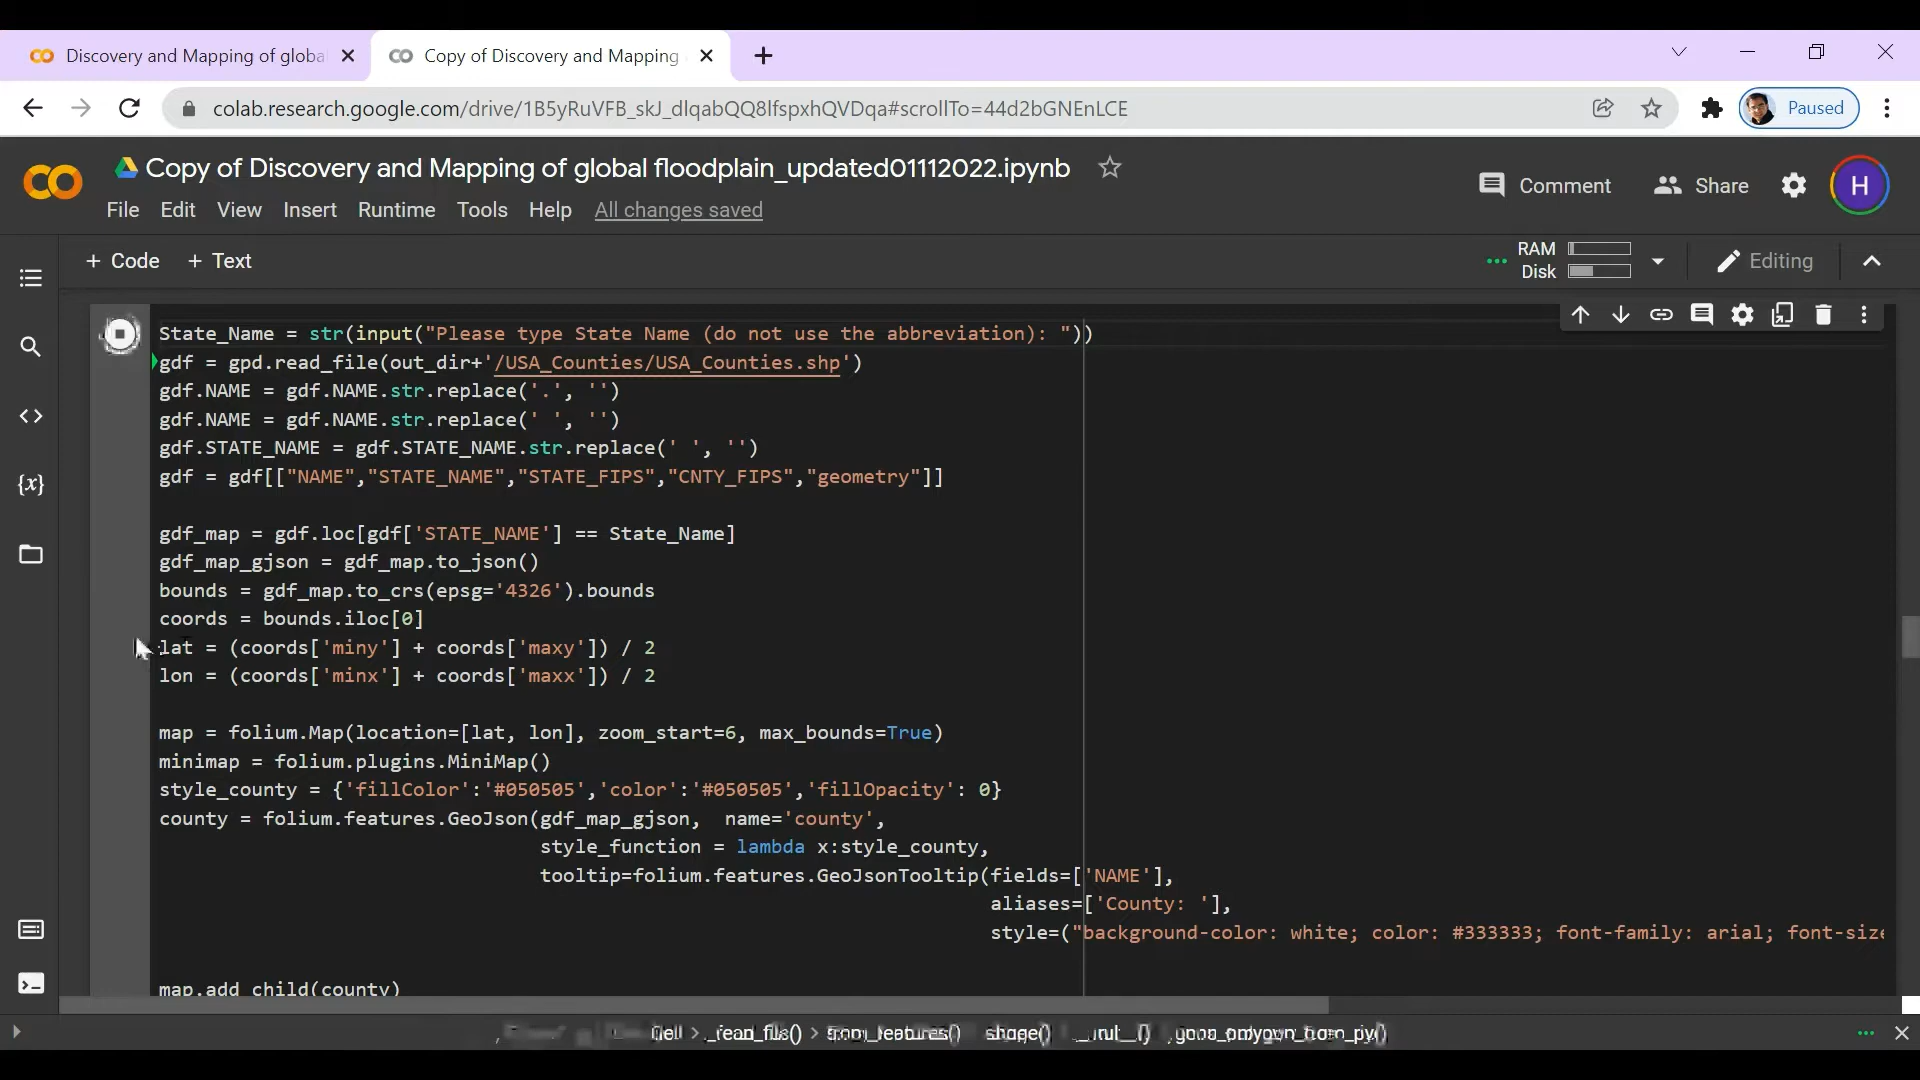 Discovery and Mapping of globa
Copy of Discovery and Mapping
colab.research.google.com/drive/1B5yRuVFB_skJ_dlqabQQ8lfspxhQVDqa#scrollTo=44d2bGNEnLCE
Paused
Copy of Discovery and Mapping of global floodplain_updated01112022.ipynb
Comment
Share
H
File Edit View Insert Runtime Tools Help All changes saved
+ Code + Text
RAM
Disk
Editing
State_Name = str(input("Please type State Name (do not use the abbreviation): "))
gdf = gpd.read_file(out_dir+'/USA_Counties/USA_Counties.shp')
gdf.NAME = gdf.NAME.str.replace('.', '')
gdf.NAME = gdf.NAME.str.replace(' ', '')
gdf.STATE_NAME = gdf.STATE_NAME.str.replace(' ', '')
gdf = gdf[["NAME","STATE_NAME","STATE_FIPS","CNTY_FIPS","geometry"]]
gdf_map = gdf.loc[gdf['STATE_NAME'] == State_Name]
gdf_map_gjson = gdf_map.to_json()
bounds = gdf_map.to_crs(epsg='4326').bounds
coords = bounds.iloc[0]
lat = (coords['miny'] + coords['maxy']) / 2
lon = (coords['minx'] + coords['maxx']) / 2
map = folium.Map(location=[lat, lon], zoom_start=6, max_bounds=True)
minimap = folium.plugins.MiniMap()
style_county = {'fillColor':'#050505','color':'#050505','fillOpacity': 0}
county = folium.features.GeoJson(gdf_map_gjson, name='county',
style_function = lambda x:style_county,
tooltip=folium.features.GeoJsonTooltip(fields=['NAME'],
aliases=['County: '],
style=("background-color: white; color: #333333; font-family: arial; font-size
map.add_child(county)
_read_file() > from_features()